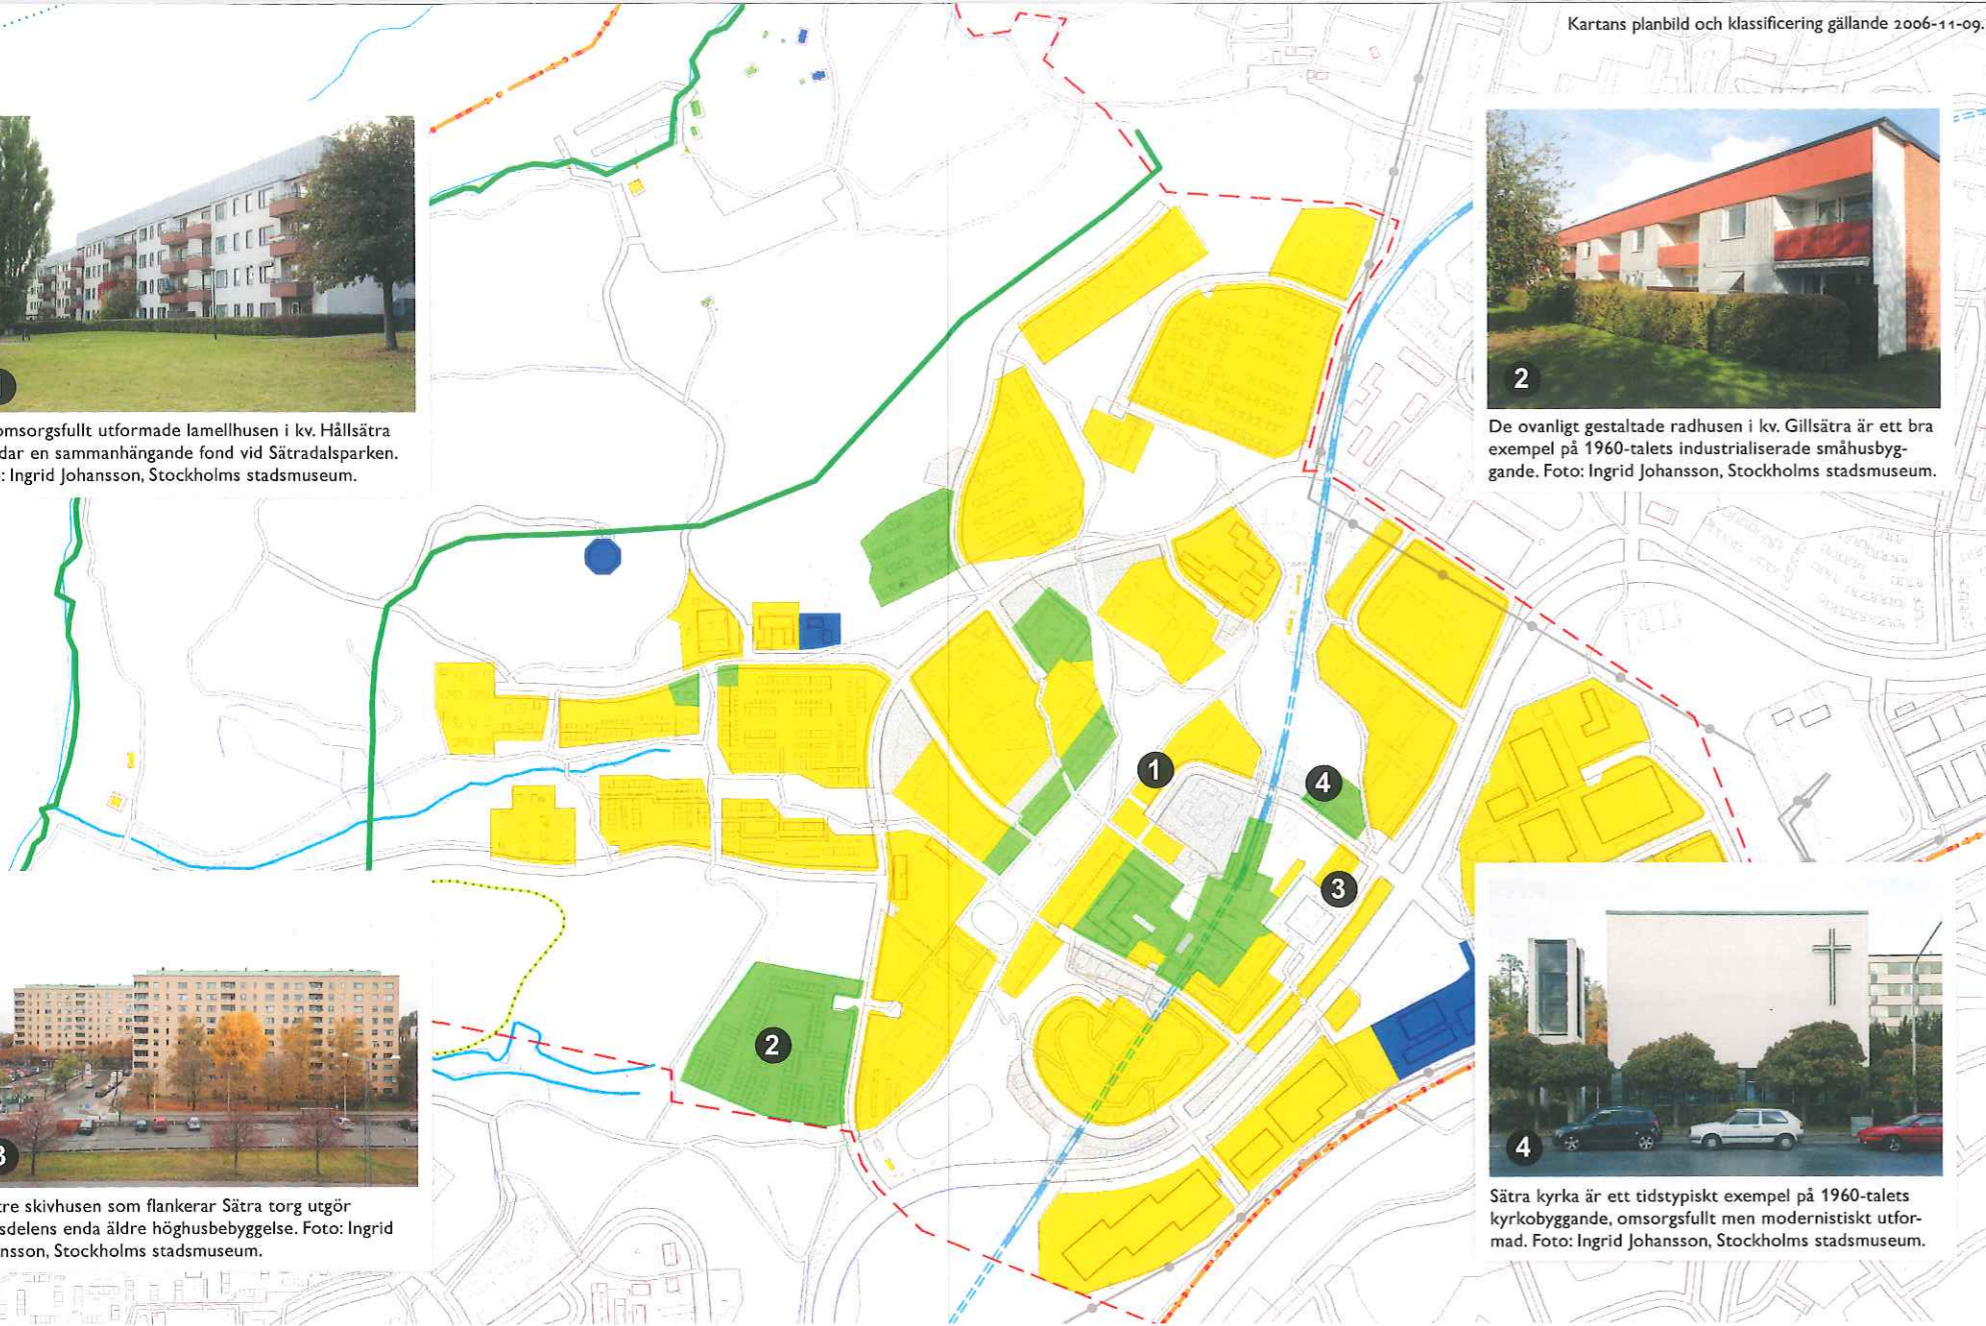 Kartans planbild och klassificering gällande 2006-11-09.
omsorgsfullt utformade lamellhusen i kv. Hållsätra
dar en sammanhängande fond vid Sätradalsparken.
: Ingrid Johansson, Stockholms stadsmuseum.
2
De ovanligt gestaltade radhusen i kv. Gillsätra är ett bra
exempel på 1960-talets industrialiserade småhusbyg-
gande. Foto: Ingrid Johansson, Stockholms stadsmuseum.
1
4
3
2
3
tre skivhusen som flankerar Sätra torg utgör
sdelens enda äldre höghusbebyggelse. Foto: Ingrid
nsson, Stockholms stadsmuseum.
4
Sätra kyrka är ett tidstypiskt exempel på 1960-talets
kyrkobyggande, omsorgsfullt men modernistiskt utfor-
mad. Foto: Ingrid Johansson, Stockholms stadsmuseum.